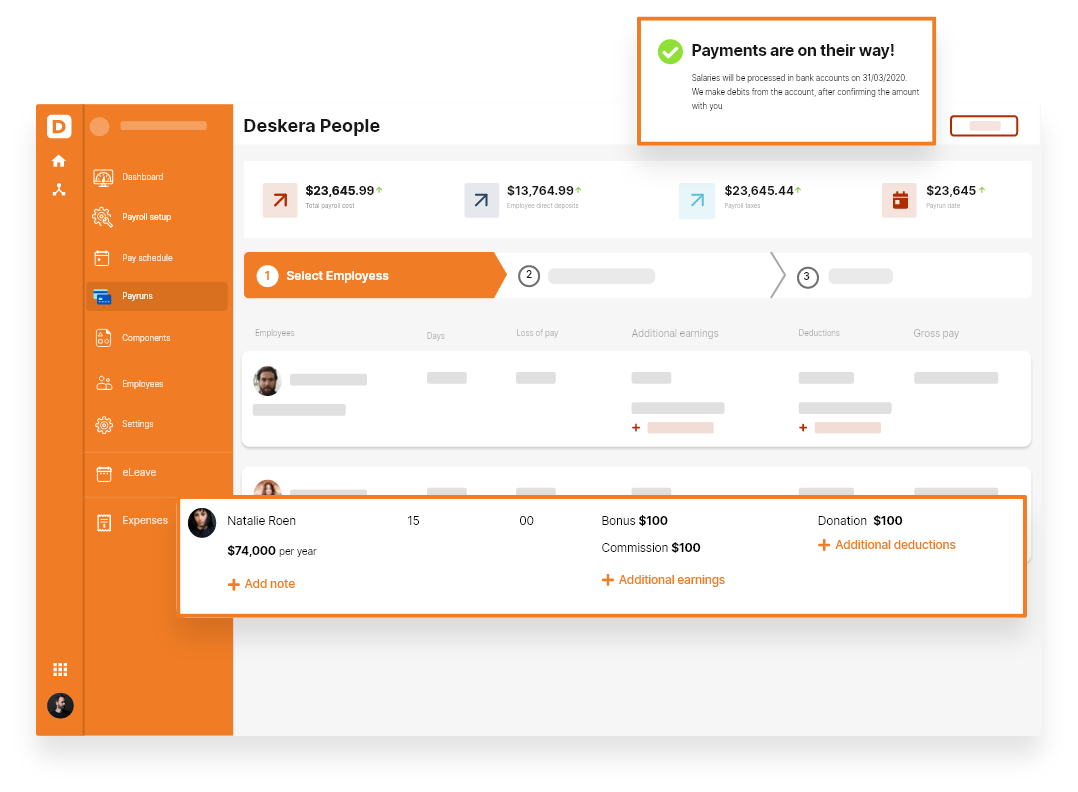 Payments are on their way!
Salaries will be processed in bank accounts on 31/03/2020.
We make debits from the account, after confirming the amount
with you
D
Deskera People
Dashboard
Payroll setup
Pay schedule
Payruns
Components
Employees
Settings
eLeave
Expenses
$23,645.99
Total payroll cost
$13,764.99
Employee direct deposits
$23,645.44
Payroll taxes
$23,645
Payrun date
1 Select Employess
2
3
Employees Days Loss of pay Additional earnings Deductions Gross pay
+ +
Natalie Roen 15 00 Bonus $100 Donation $100
$74,000 per year Commission $100 + Additional deductions
+ Add note + Additional earnings